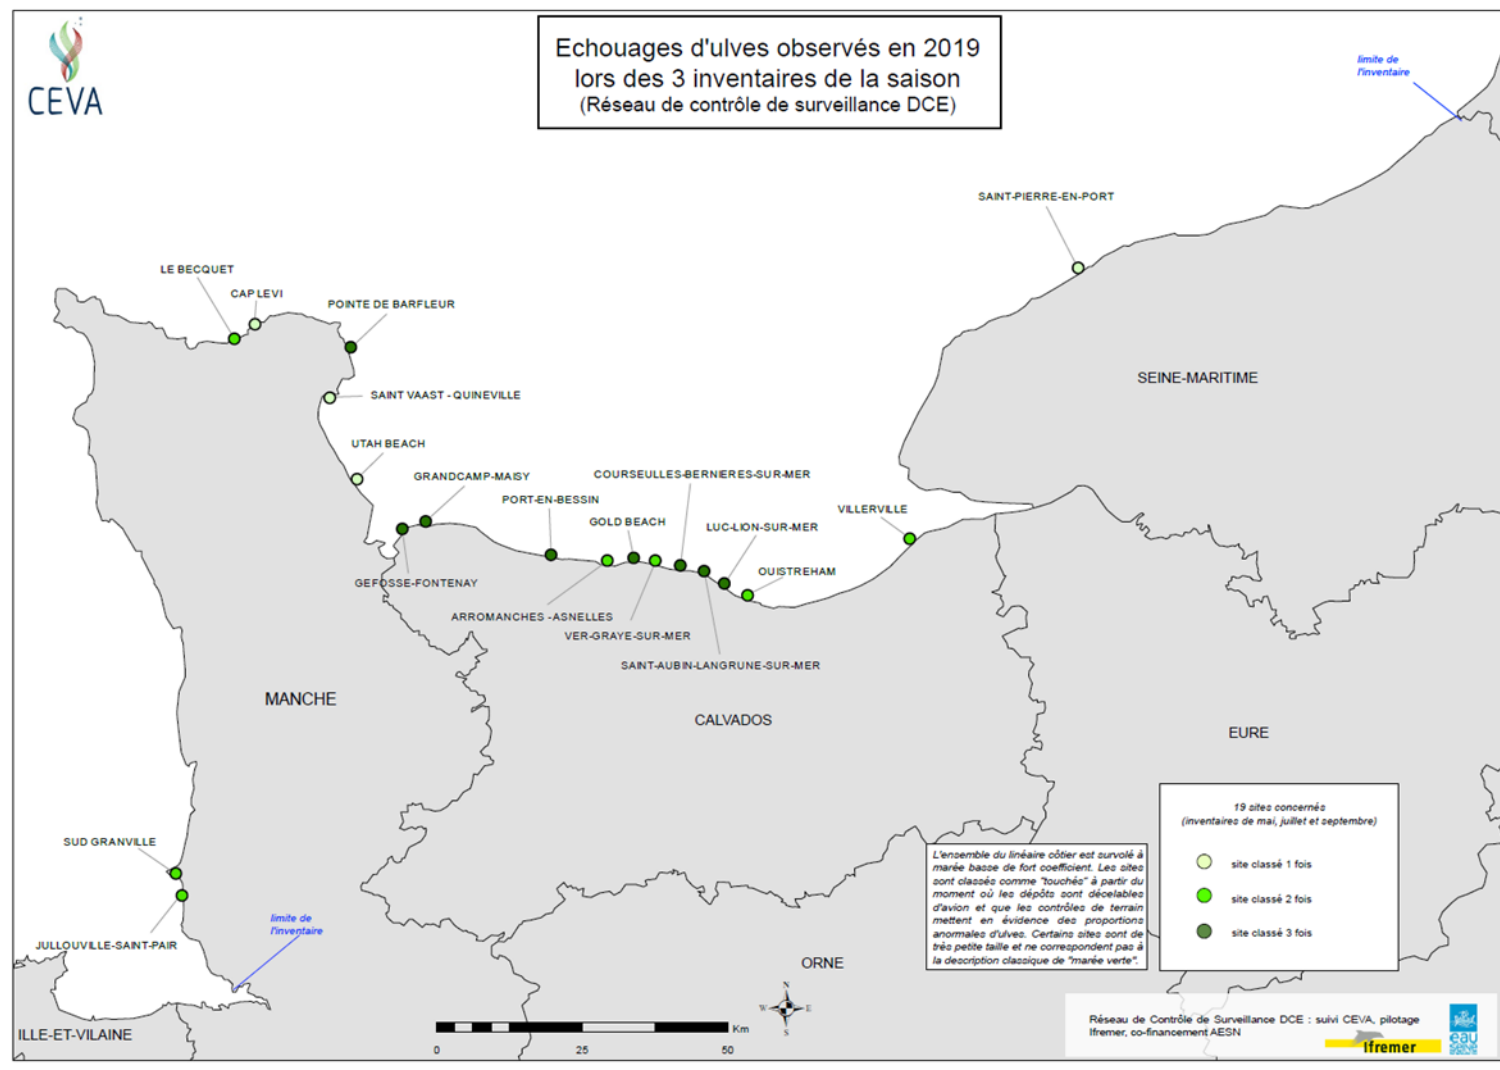 CEVA
Echouages d'ulves observés en 2019
lors des 3 inventaires de la saison
(Réseau de contrôle de surveillance DCE)
limite de
l'inventaire
SAINT-PIERRE-EN-PORT
LE BECQUET
CAP LEVI
POINTE DE BARFLEUR
SEINE-MARITIME
SAINT VAAST - QUINEVILLE
UTAH BEACH
GRANDCAMP-MAISY
COURSEULLES-BERNIERES-SUR-MER
PORT-EN-BESSIN
VILLERVILLE
GOLD BEACH
LUC-LION-SUR-MER
OUISTREHAM
GEFOSSE-FONTENAY
ARROMANCHES -ASNELLES
VER-GRAYE-SUR-MER
SAINT-AUBIN-LANGRUNE-SUR-MER
MANCHE
CALVADOS
EURE
19 sites concernés
(inventaires de mai, juillet et septembre)
site classé 1 fois
site classé 2 fois
site classé 3 fois
SUD GRANVILLE
L'ensemble du linéaire côtier est survolé à
marée basse de fort coefficient. Les sites
sont classés comme "touchés" à partir du
moment où les dépôts sont décelables
d'avion et que les contrôles de terrain
mettent en évidence des proportions
anormales d'ulves. Certains sites sont de
très petite taille et ne correspondent pas à
la description classique de "marée verte".
limite de
l'inventaire
JULLOUVILLE-SAINT-PAIR
ORNE
N
W E
S
ILLE-ET-VILAINE
Km
0 25 50
Réseau de Contrôle de Surveillance DCE : suivi CEVA, pilotage
Ifremer, co-financement AESN
Ifremer
eau